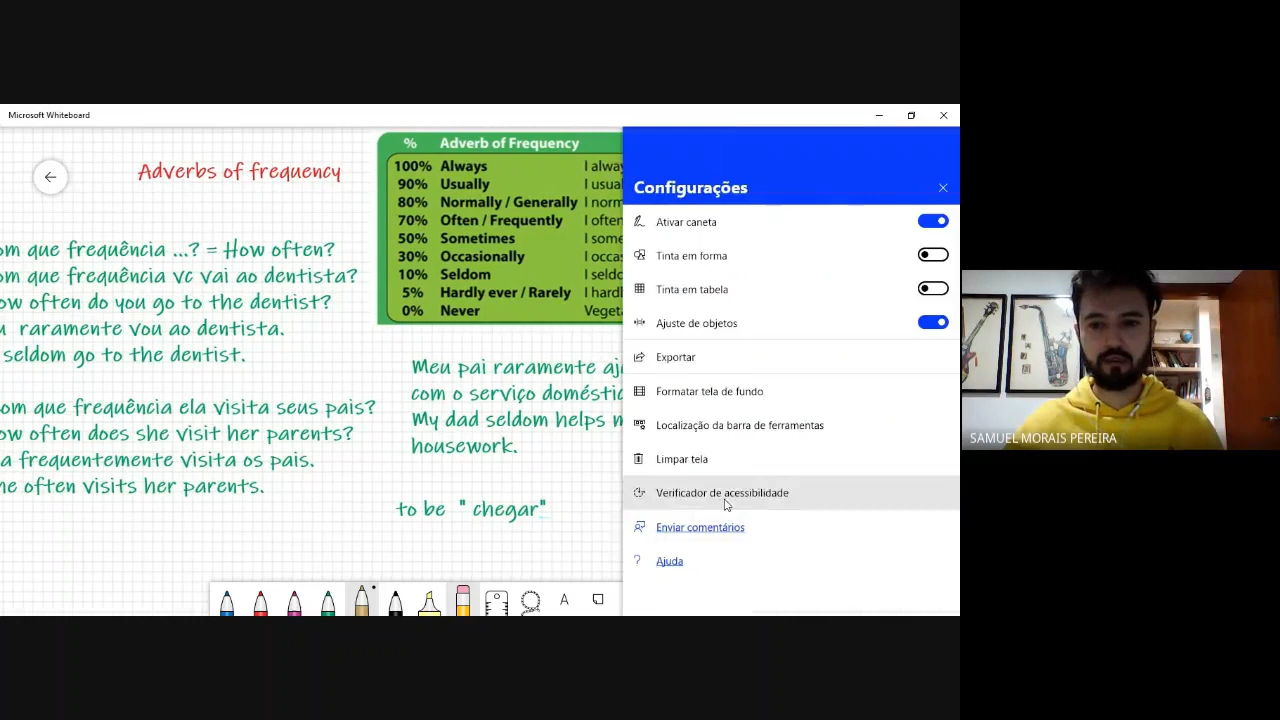 Microsoft Whiteboard
Adverbs of frequency
om que frequência ...? = How often?
om que frequência vc vai ao dentista?
ow often do you go to the dentist?
u raramente vou ao dentista.
seldom go to the dentist.
om que frequência ela visita seus pais?
ow often does she visit her parents?
a frequentemente visita os pais.
he often visits her parents.
% Adverb of Frequency
100% Always I alway
90% Usually I usual
80% Normally / Generally I norm
70% Often / Frequently I often
50% Sometimes I some
30% Occasionally I occas
10% Seldom I seldo
5% Hardly ever / Rarely I hardl
0% Never Veget
Meu pai raramente aj
com o serviço doméstic
My dad seldom helps m
housework.
to be " chegar"
Configurações
Ativar caneta
Tinta em forma
Tinta em tabela
Ajuste de objetos
Exportar
Formatar tela de fundo
Localização da barra de ferramentas
Limpar tela
Verificador de acessibilidade
Enviar comentários
? Ajuda
A
SAMUEL MORAIS PEREIRA